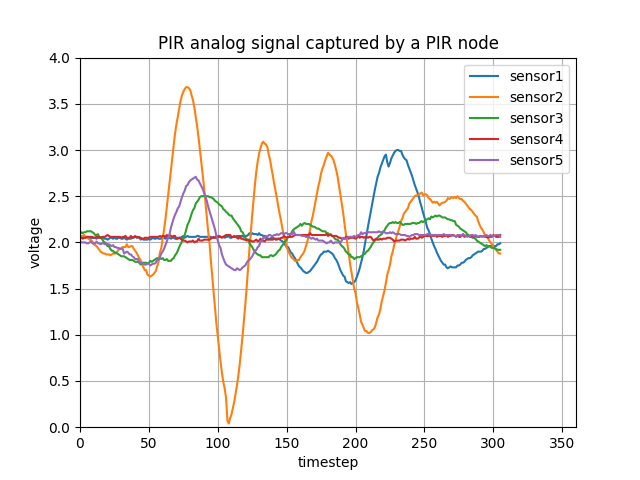 PIR analog signal captured by a PIR node
4.0
3.5
3.0
2.5
2.0
1.5
1.0
0.5
0.0
voltage
sensor1
sensor2
sensor3
sensor4
sensor5
0 50 100 150 200 250 300 350
timestep